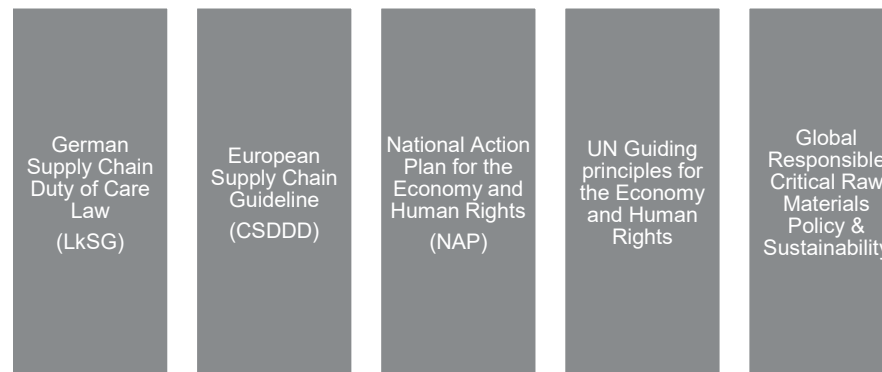 German
Supply Chain
Duty of Care
Law
(LkSG)
European
Supply Chain
Guideline
(CSDDD)
National Action
Plan for the
Economy and
Human Rights
(NAP)
UN Guiding
principles for
the Economy
and Human
Rights
Global
Responsible
Critical Raw
Materials
Policy &
Sustainability